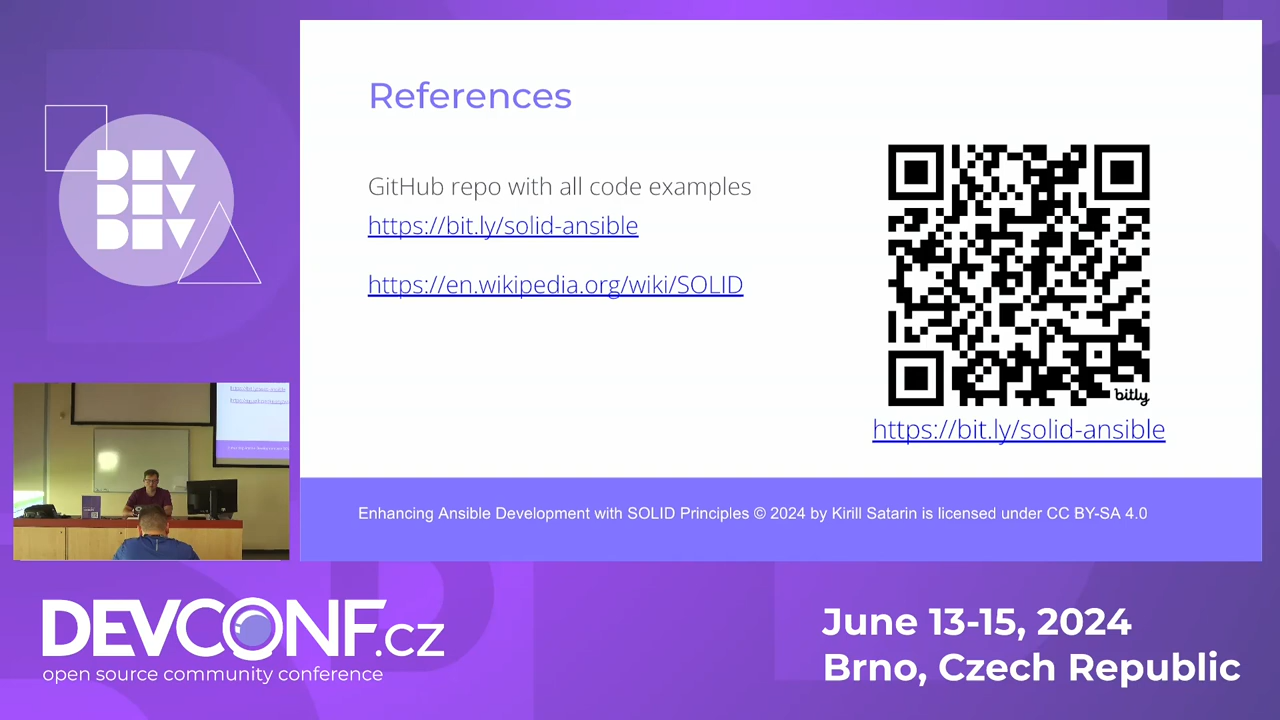 References
GitHub repo with all code examples
https://bit.ly/solid-ansible
https://en.wikipedia.org/wiki/SOLID
bitly
https://bit.ly/solid-ansible
Enhancing Ansible Development with SOLID Principles © 2024 by Kirill Satarin is licensed under CC BY-SA 4.0
DEV
DEV
DEV
DEVCONF.cz
open source community conference
June 13-15, 2024
Brno, Czech Republic